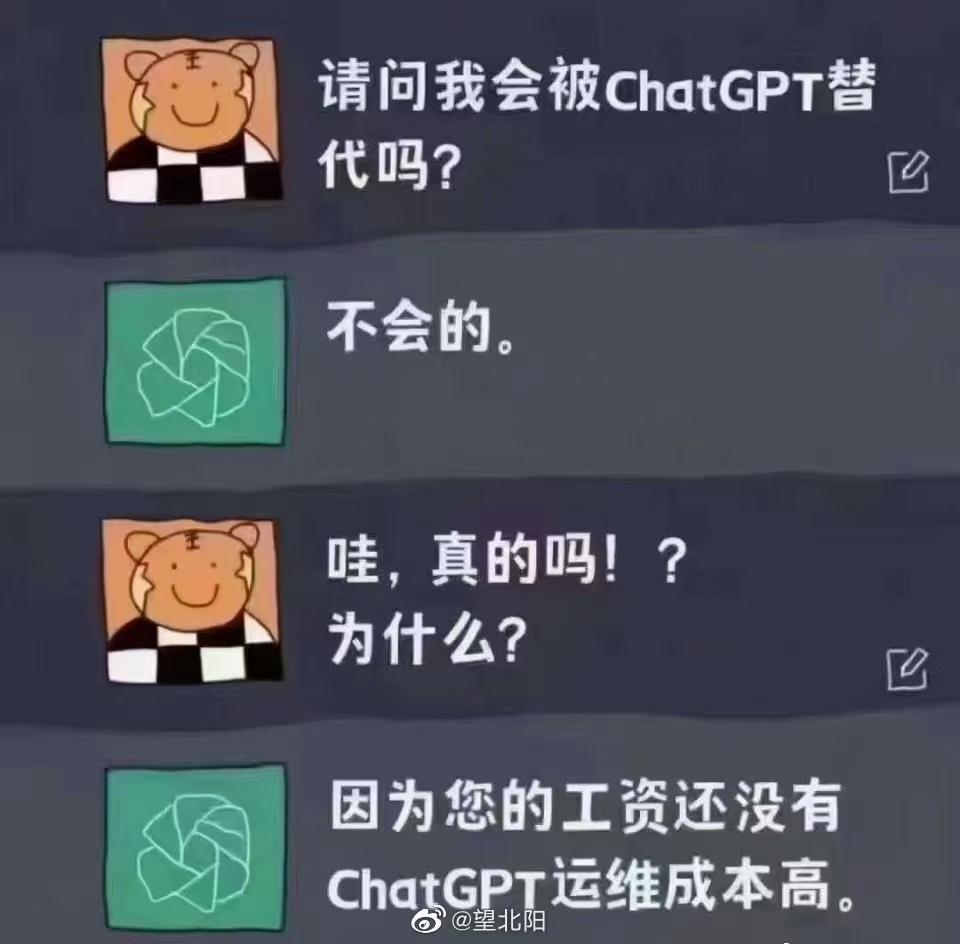 请问我会被ChatGPT替
代吗?
不会的。
哇，真的吗！？
为什么?
因为您的工资还没有
ChatGPT运维成本高。
@望北阳